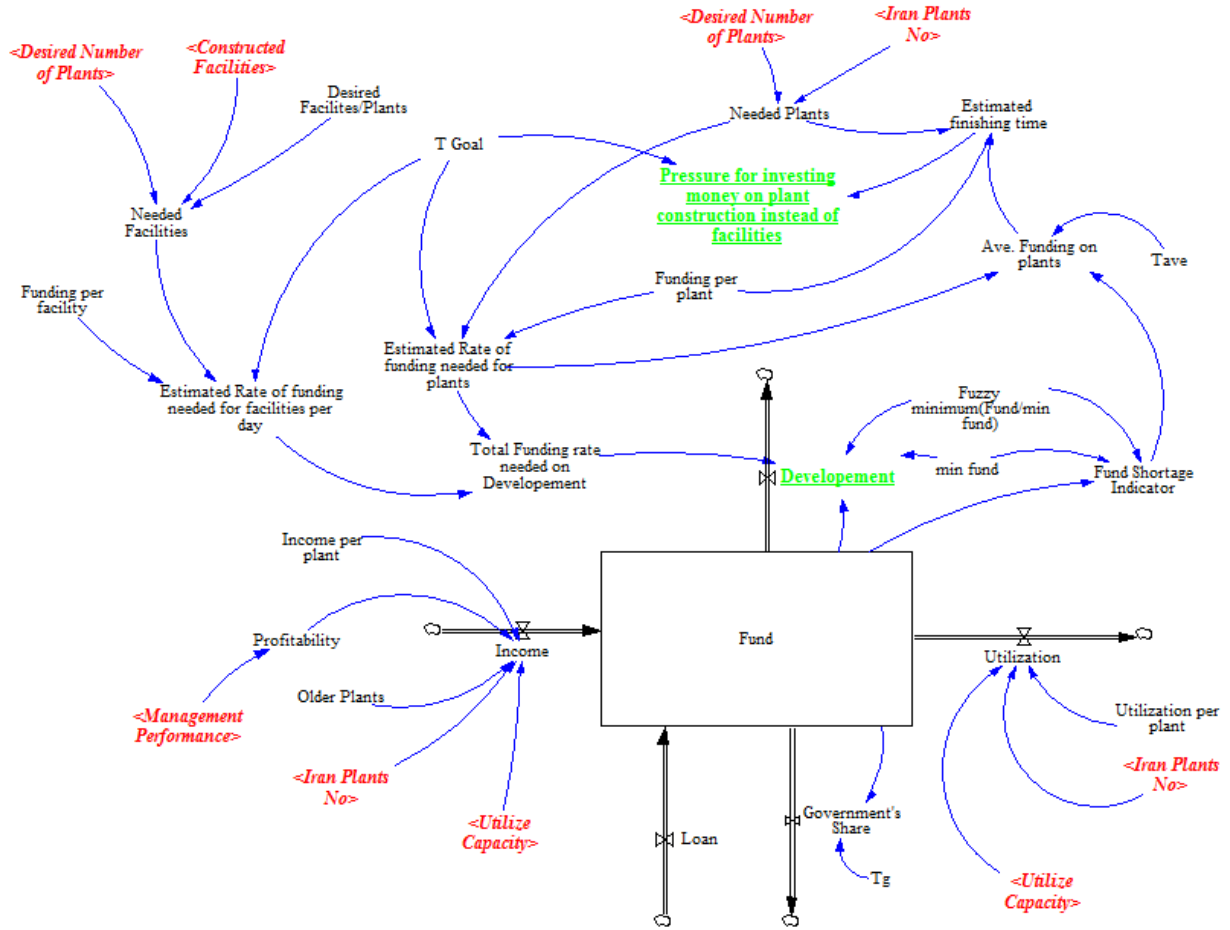 <Desired Number
of Plants>
<Iran Plants
No>
<Desired Number
of Plants>
<Constructed
Facilities>
Desired
Facilites/Plants
Needed Plants
Estimated
finishing time
T Goal
Pressure for investing
money on plant
construction instead of
facilities
Needed
Facilities
Ave. Funding on
plants
Tave
Funding per
facility
Funding per
plant
Estimated Rate of
funding needed for
plants
Estimated Rate of funding
needed for facilities per
day
Fuzzy
minimum(Fund/min
fund)
Total Funding rate
needed on
Developement
Developement
min fund
Fund Shortage
Indicator
Income per
plant
Profitability
Income
Fund
Utilization
Older Plants
<Management
Performance>
Utilization per
plant
<Iran Plants
No>
<Iran Plants
No>
<Utilize
Capacity>
Loan
Government's
Share
Tg
<Utilize
Capacity>